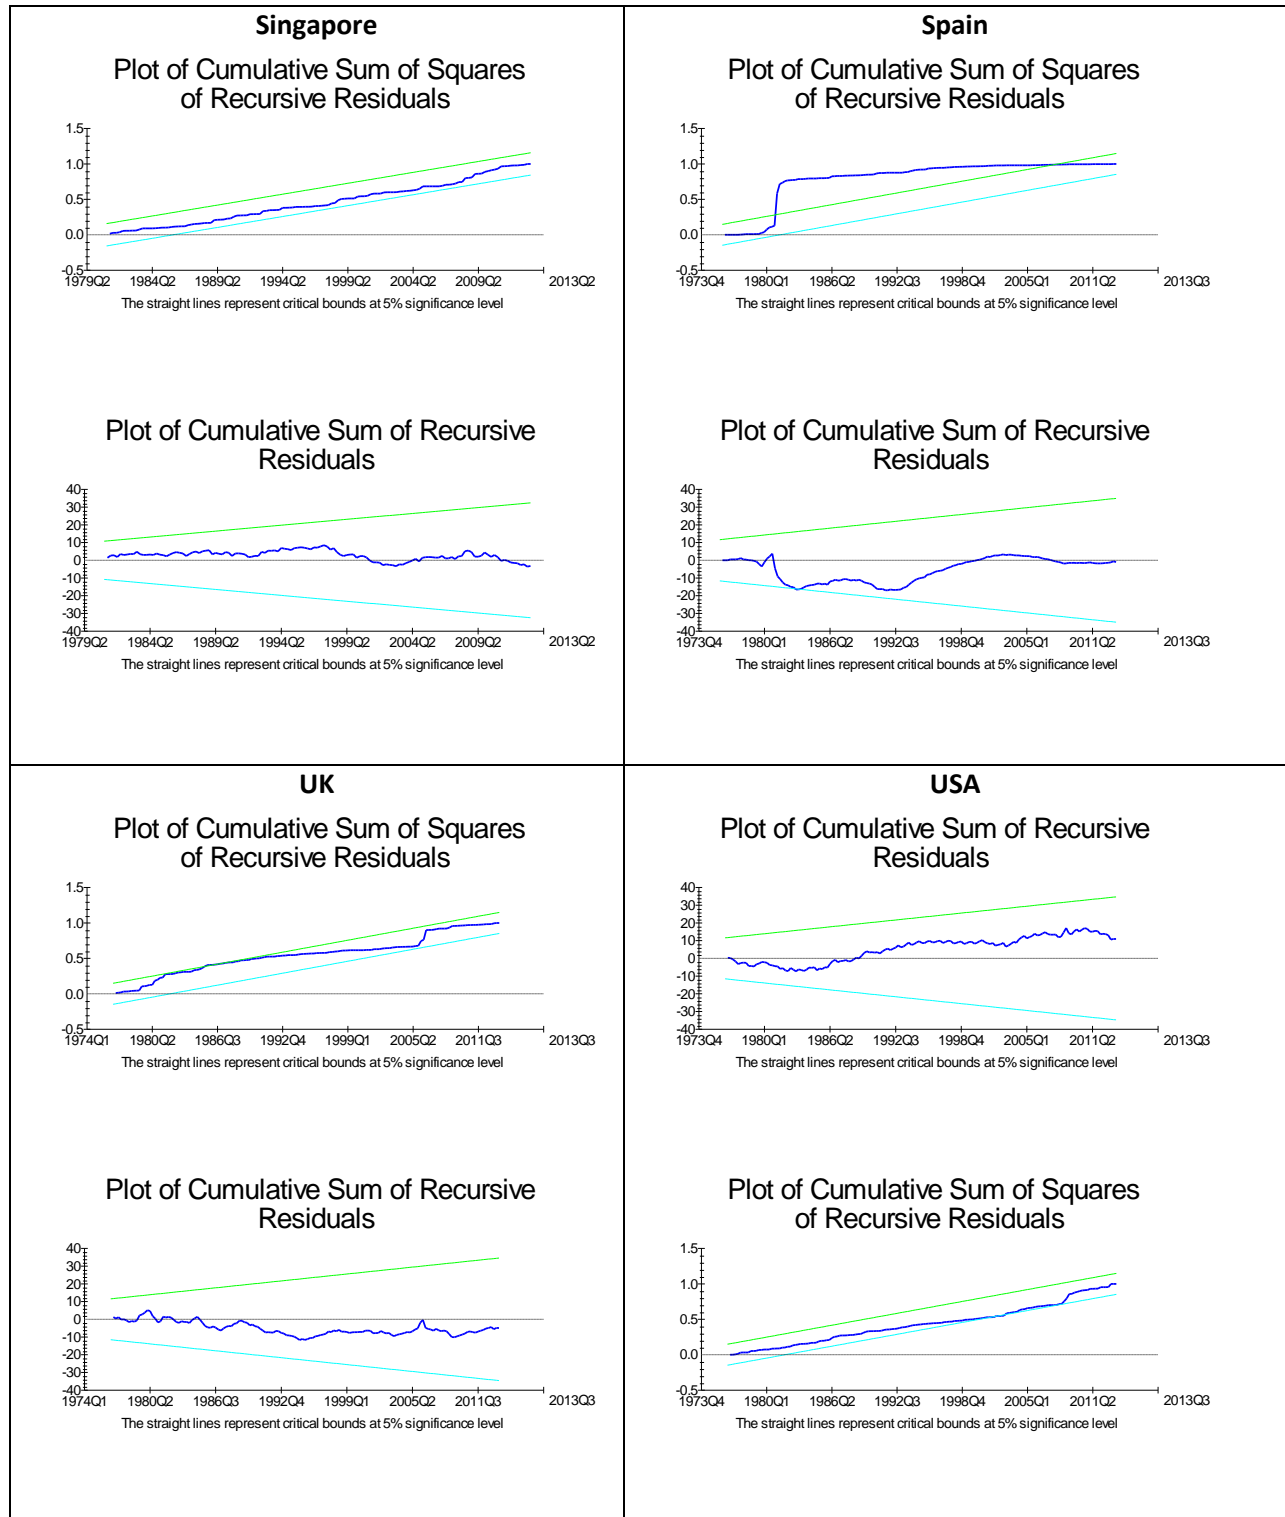 Singapore
Plot of Cumulative Sum of Squares
of Recursive Residuals
1.5
1.0
0.5
0.0
-0.5
1979Q2 1984Q2 1989Q2 1994Q2 1999Q2 2004Q2 2009Q2 2013Q2
The straight lines represent critical bounds at 5% significance level
Plot of Cumulative Sum of Recursive
Residuals
40
30
20
10
0
-10
-20
-30
-40
1979Q2 1984Q2 1989Q2 1994Q2 1999Q2 2004Q2 2009Q2 2013Q2
The straight lines represent critical bounds at 5% significance level
Spain
Plot of Cumulative Sum of Squares
of Recursive Residuals
1.5
1.0
0.5
0.0
-0.5
1973Q4 1980Q1 1986Q2 1992Q3 1998Q4 2005Q1 2011Q2 2013Q3
The straight lines represent critical bounds at 5% significance level
Plot of Cumulative Sum of Recursive
Residuals
40
30
20
10
0
-10
-20
-30
-40
1973Q4 1980Q1 1986Q2 1992Q3 1998Q4 2005Q1 2011Q2 2013Q3
The straight lines represent critical bounds at 5% significance level
UK
Plot of Cumulative Sum of Squares
of Recursive Residuals
1.5
1.0
0.5
0.0
-0.5
1974Q1 1980Q2 1986Q3 1992Q4 1999Q1 2005Q2 2011Q3 2013Q3
The straight lines represent critical bounds at 5% significance level
Plot of Cumulative Sum of Recursive
Residuals
40
30
20
10
0
-10
-20
-30
-40
1974Q1 1980Q2 1986Q3 1992Q4 1999Q1 2005Q2 2011Q3 2013Q3
The straight lines represent critical bounds at 5% significance level
USA
Plot of Cumulative Sum of Recursive
Residuals
40
30
20
10
0
-10
-20
-30
-40
1973Q4 1980Q1 1986Q2 1992Q3 1998Q4 2005Q1 2011Q2 2013Q3
The straight lines represent critical bounds at 5% significance level
Plot of Cumulative Sum of Squares
of Recursive Residuals
1.5
1.0
0.5
0.0
-0.5
1973Q4 1980Q1 1986Q2 1992Q3 1998Q4 2005Q1 2011Q2 2013Q3
The straight lines represent critical bounds at 5% significance level